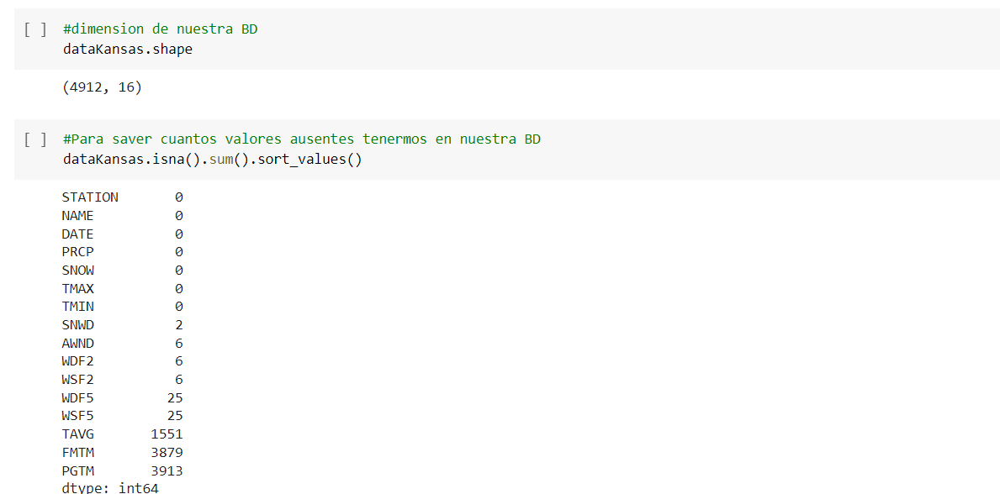 [ ] #dimension de nuestra BD
dataKansas.shape
(4912, 16)
[ ] #Para saver cuantos valores ausentes tenermos en nuestra BD
dataKansas.isna().sum().sort_values()
STATION 0
NAME 0
DATE 0
PRCP 0
SNOW 0
TMAX 0
TMIN 0
SNWD 2
AWND 6
WDF2 6
WSF2 6
WDF5 25
WSF5 25
TAVG 1551
FMTM 3879
PGTM 3913
dtype: int64